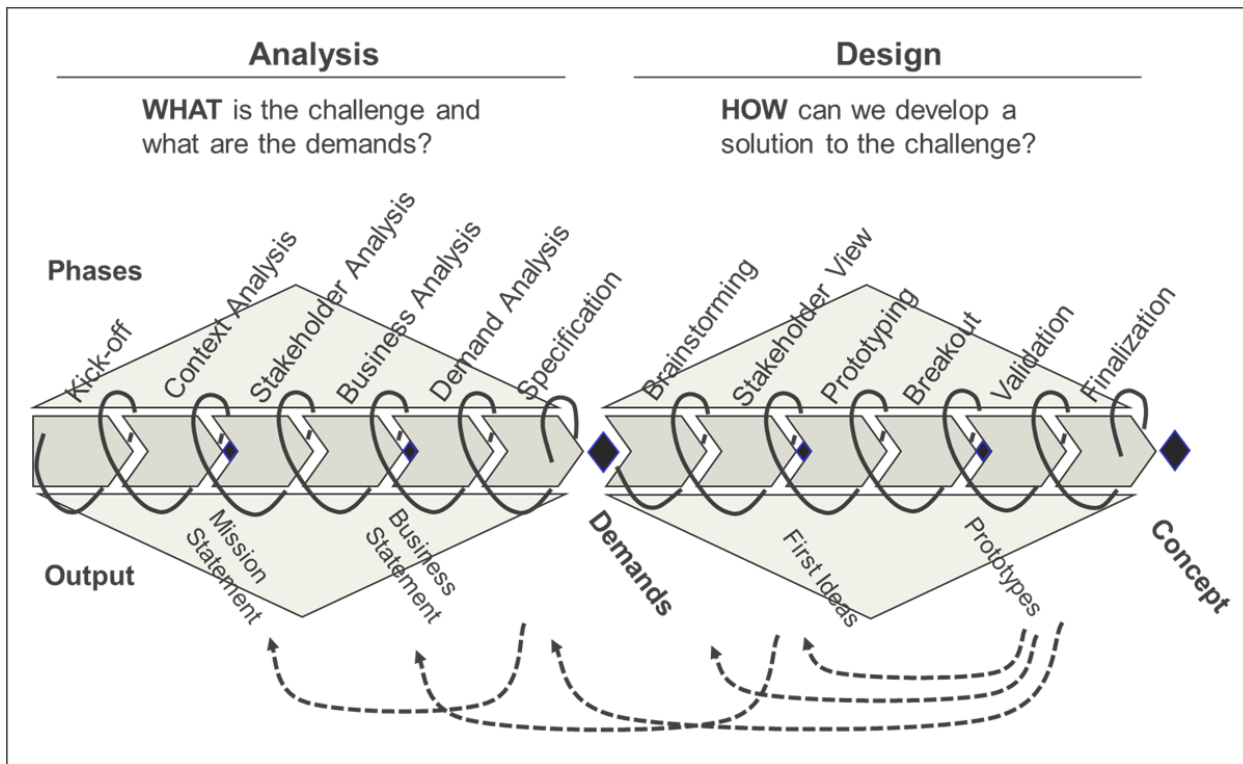 Analysis
Design
WHAT is the challenge and
what are the demands?
HOW can we develop a
solution to the challenge?
Phases
Kick-off
Context Analysis
Stakeholder Analysis
Business Analysis
Demand Analysis
Specification
Brainstorming
Stakeholder View
Prototyping
Breakout
Validation
Finalization
Output
Mission
Statement
Business
Statement
Demands
First Ideas
Prototypes
Concept